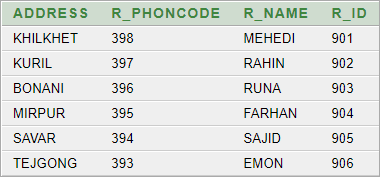 ADDRESS R_PHONCODE R_NAME R_ID
KHILKHET 398 MEHEDI 901
KURIL 397 RAHIN 902
BONANI 396 RUNA 903
MIRPUR 395 FARHAN 904
SAVAR 394 SAJID 905
TEJGONG 393 EMON 906